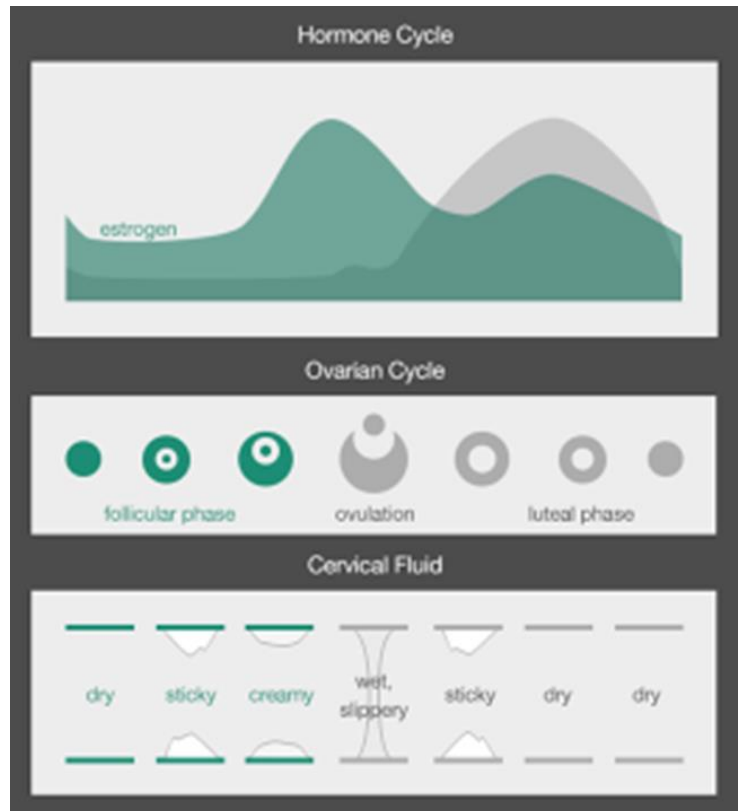 Hormone Cycle
estrogen
Ovarian Cycle
follicular phase ovulation luteal phase
Cervical Fluid
dry sticky creamy wet, slippery sticky dry dry